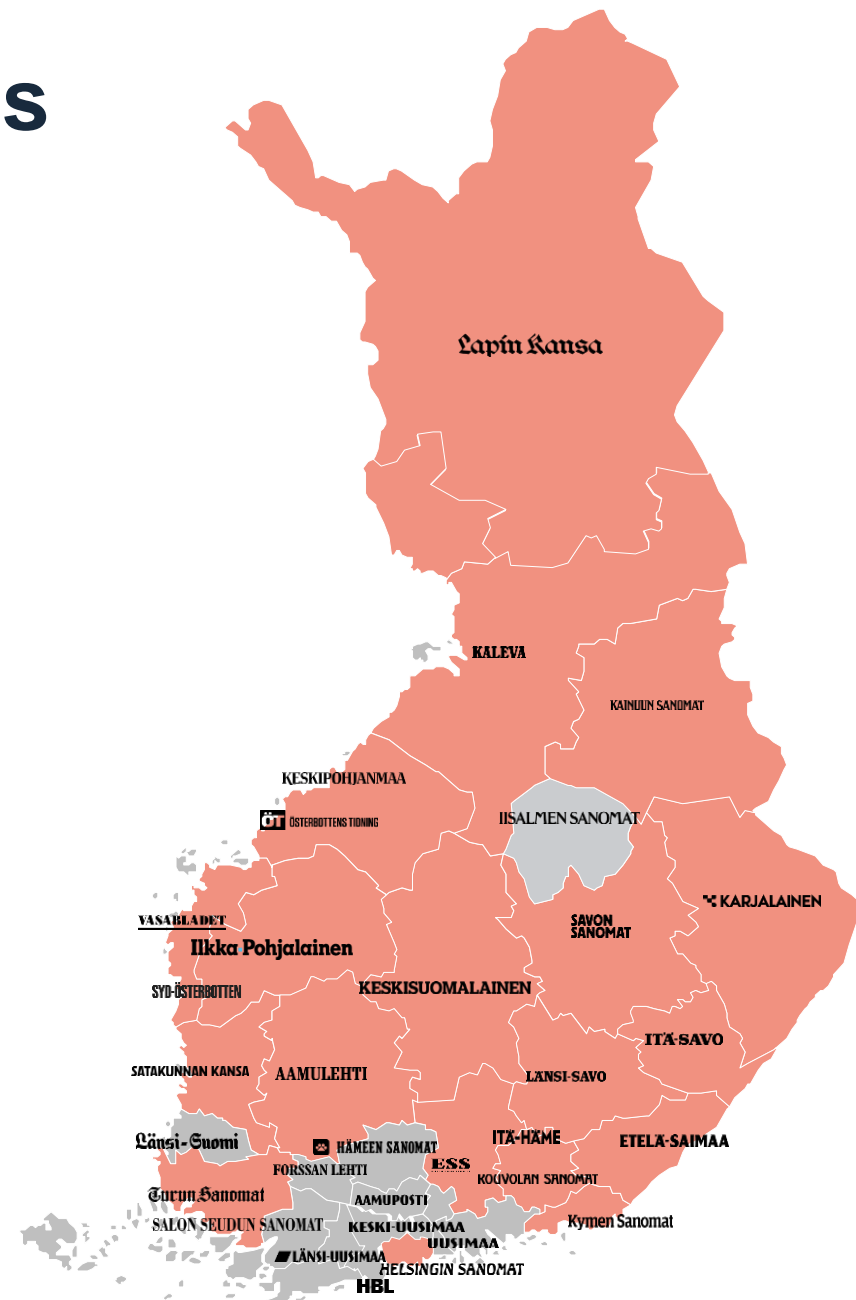 s
Lapin Kansa
KALEVA
KAINUUN SANOMAT
KESKIPOHJANMAA
ÖT ÖSTERBOTTENS TIDNING
IISALMEN SANOMAT
KARJALAINEN
VASABLADET
SAVON
SANOMAT
Ilkka Pohjalainen
SYD-ÖSTERBOTTEN
KESKISUOMALAINEN
ITÄ-SAVO
SATAKUNNAN KANSA
AAMULEHTI
LÄNSI-SAVO
Länsi-Suomi
HÄMEEN SANOMAT
ITÄ-HÄME
ETELÄ-SAIMAA
FORSSAN LEHTI
ESS
KOUVOLAN SANOMAT
Turun Sanomat
AAMUPOSTI
SALON SEUDUN SANOMAT
KESKI-UUSIMAA
Kymen Sanomat
UUSIMAA
LÄNSI-UUSIMAA
HELSINGIN SANOMAT
HBL